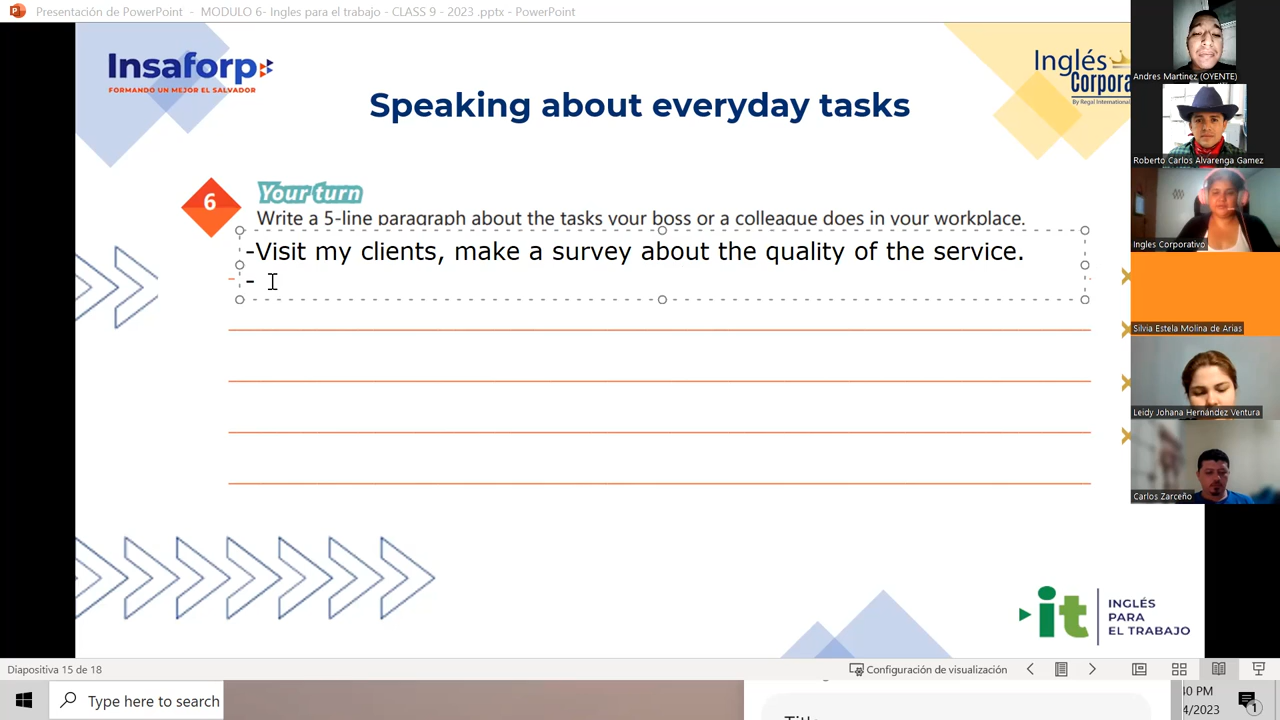 Presentación de PowerPoint - MODULO 6- Ingles para el trabajo - CLASS 9 - 2023 .pptx - PowerPoint
Insaforp
FORMANDO UN MEJOR EL SALVADOR
Inglés
Corpora
By Regal International
Speaking about everyday tasks
6
Your turn
Write a 5-line paragraph about the tasks your boss or a colleague does in your workplace.
-Visit my clients, make a survey about the quality of the service.
-
Andres Martinez (OYENTE)
Roberto Carlos Alvarenga Gamez
Ingles Corporativo
Silvia Estela Molina de Arias
Leidy Johana Hernández Ventura
Carlos Zarceño
it
INGLÉS
PARA
EL TRABAJO
Diapositiva 15 de 18
Configuración de visualización
Type here to search
40 PM
4/2023
1